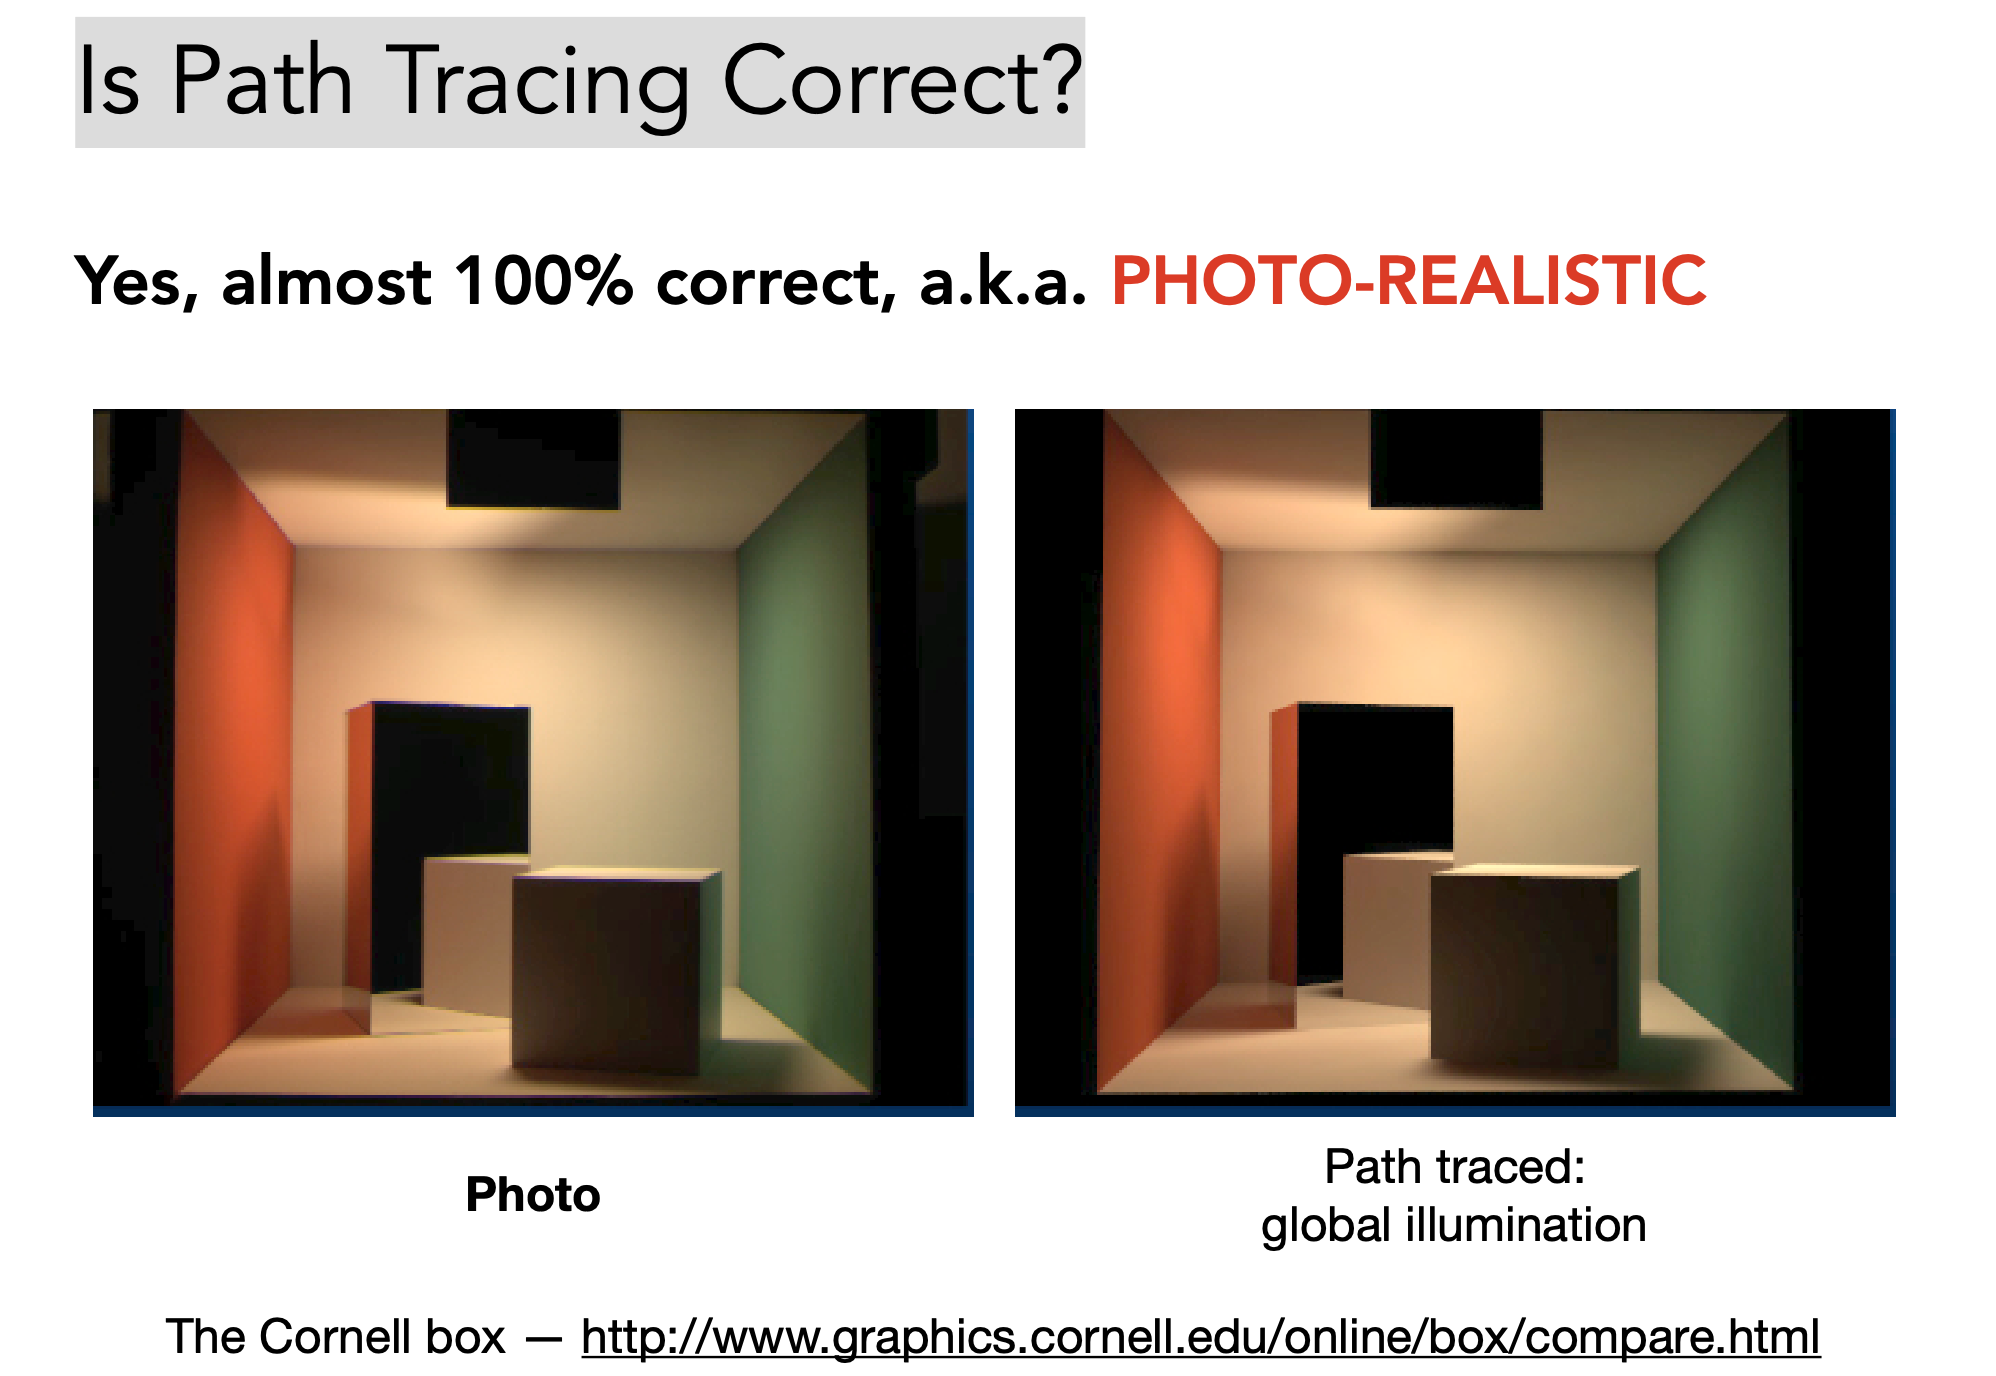 Is Path Tracing Correct?
Yes, almost 100% correct, a.k.a. PHOTO-REALISTIC
Photo
Path traced:
global illumination
The Cornell box — http://www.graphics.cornell.edu/online/box/compare.html